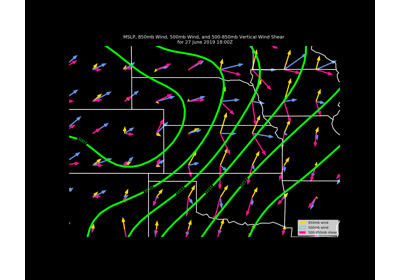 MSLP, 850mb Wind, 500mb Wind, and 500-850mb Vertical Wind Shear
for 27 June 2019 18:00Z
850mb wind
500mb wind
500-850mb shear